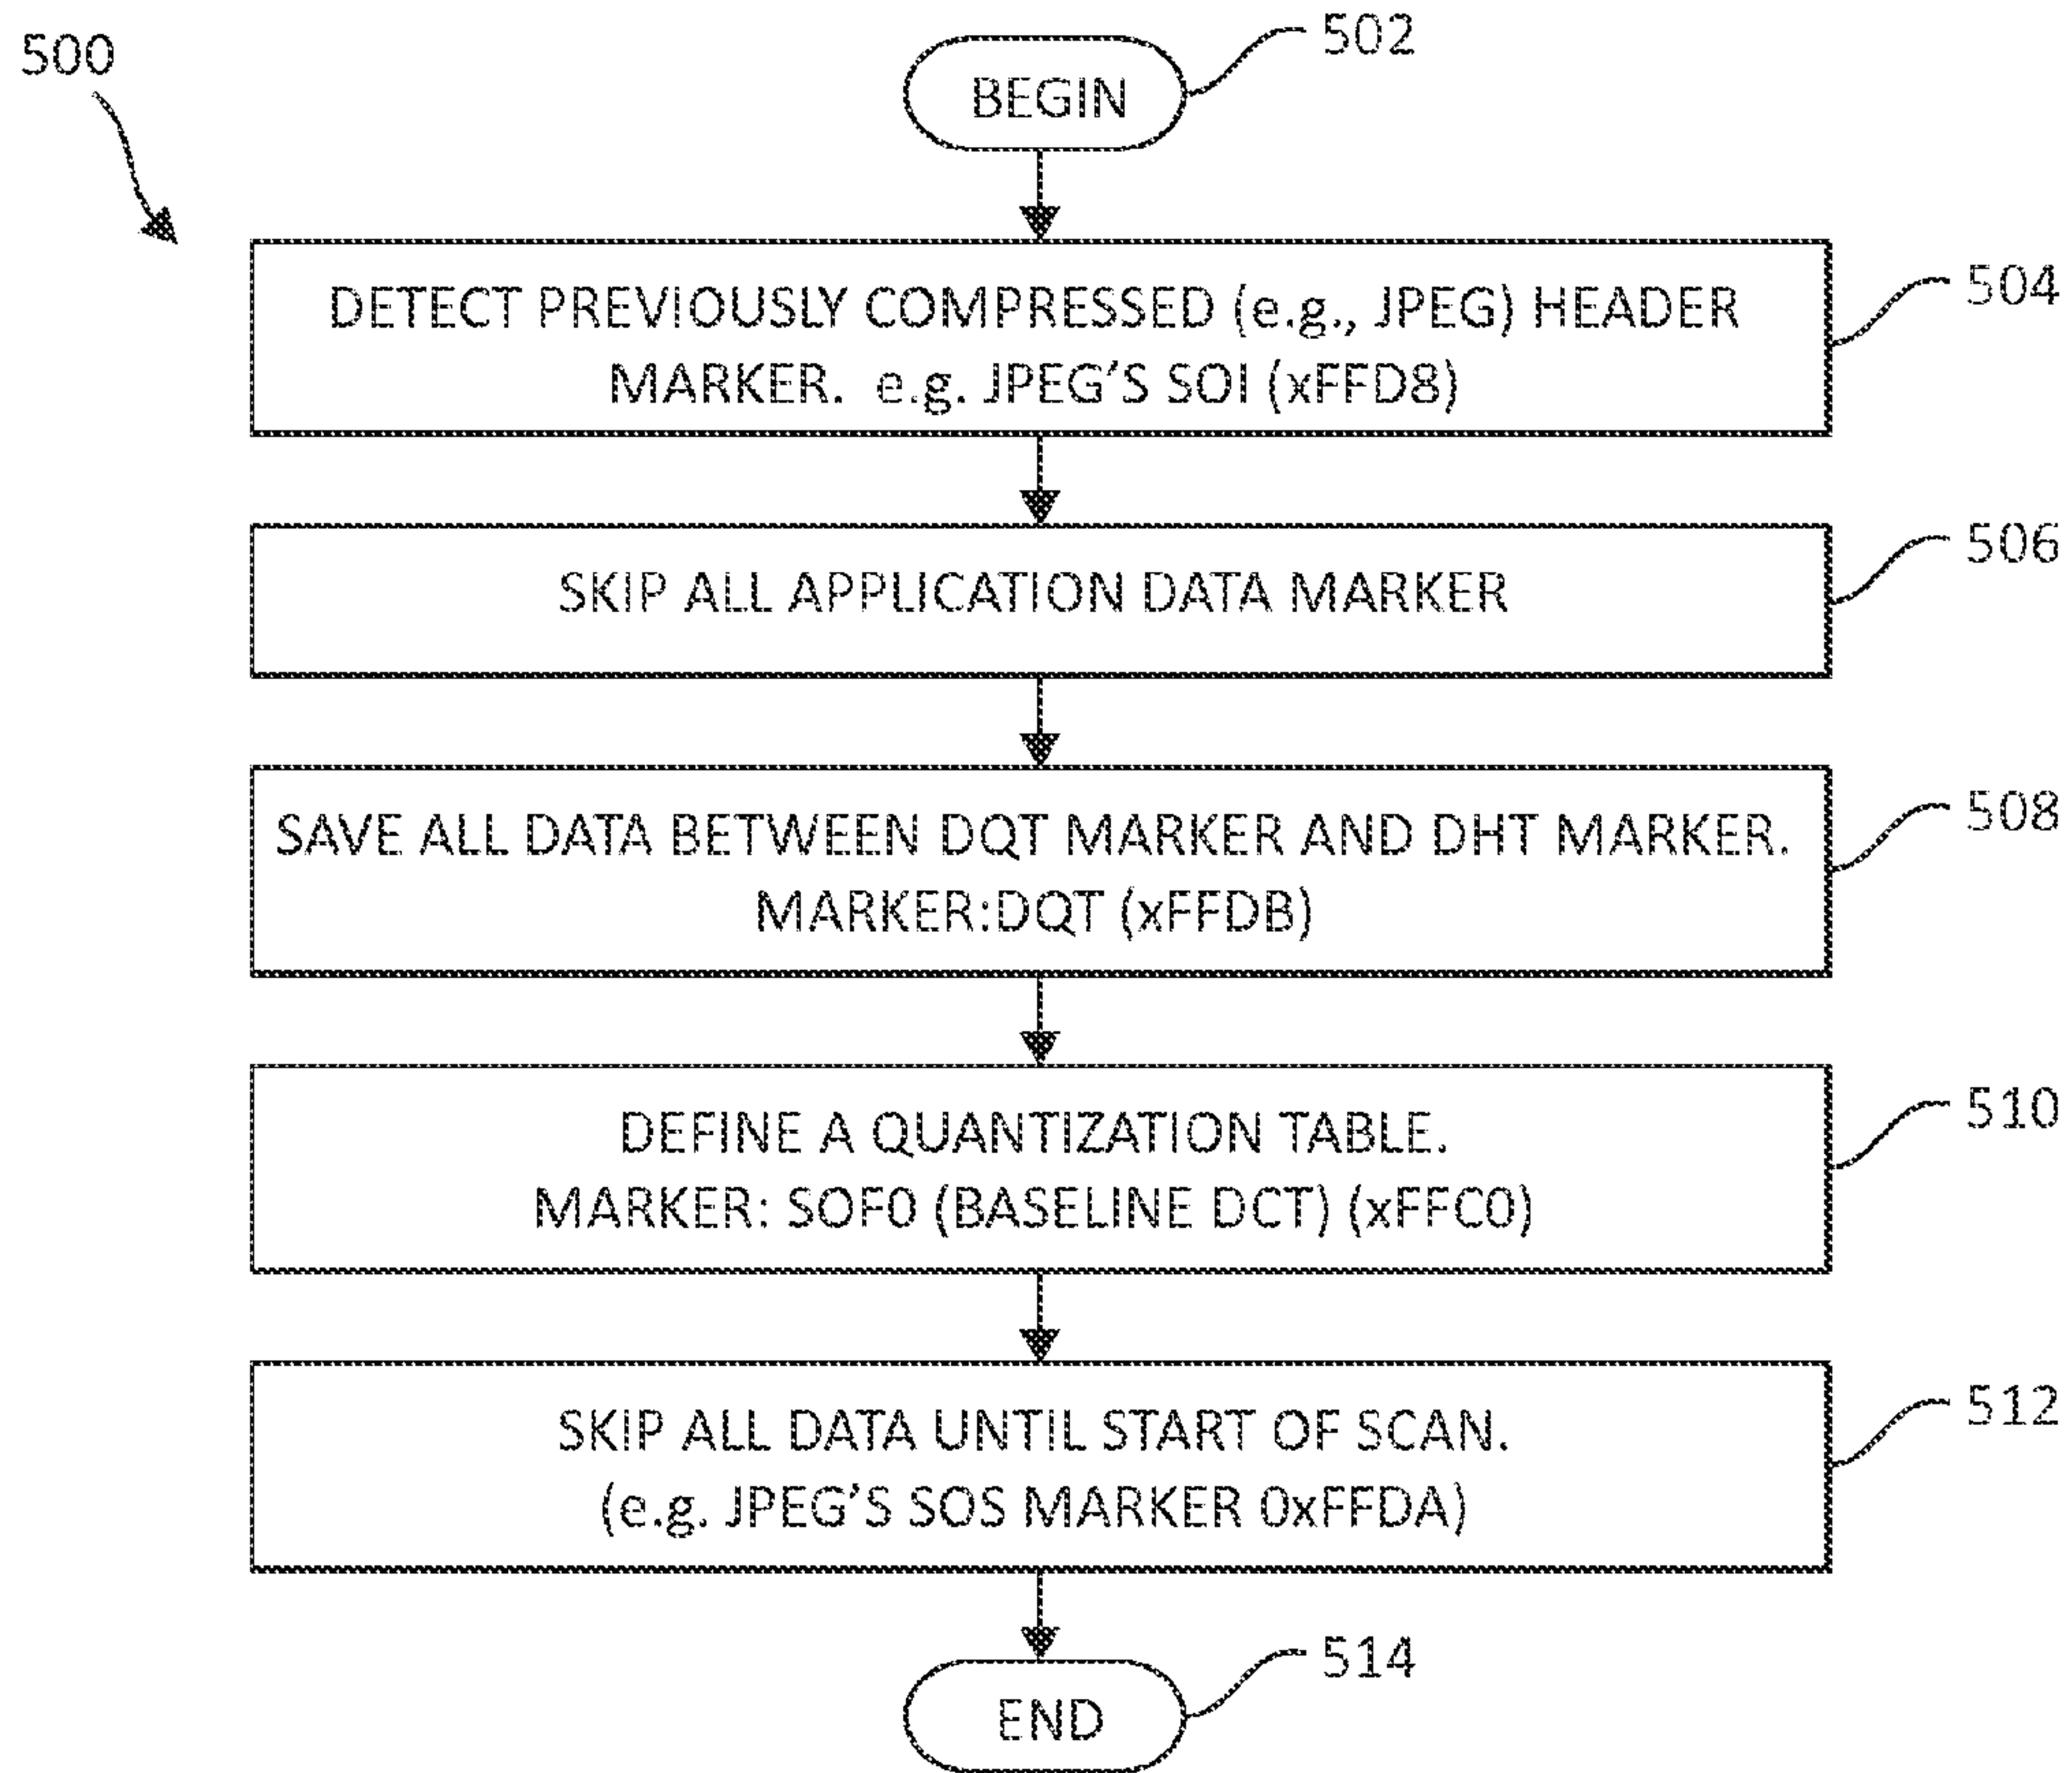 500
502
BEGIN
504
DETECT PREVIOUSLY COMPRESSED (e.g., JPEG) HEADER
MARKER. e.g. JPEG'S SOI (xFFD8)
506
SKIP ALL APPLICATION DATA MARKER
508
SAVE ALL DATA BETWEEN DQT MARKER AND DHT MARKER.
MARKER:DQT (xFFDB)
510
DEFINE A QUANTIZATION TABLE.
MARKER: SOF0 (BASELINE DCT) (xFFC0)
512
SKIP ALL DATA UNTIL START OF SCAN.
(e.g. JPEG'S SOS MARKER 0xFFDA)
514
END